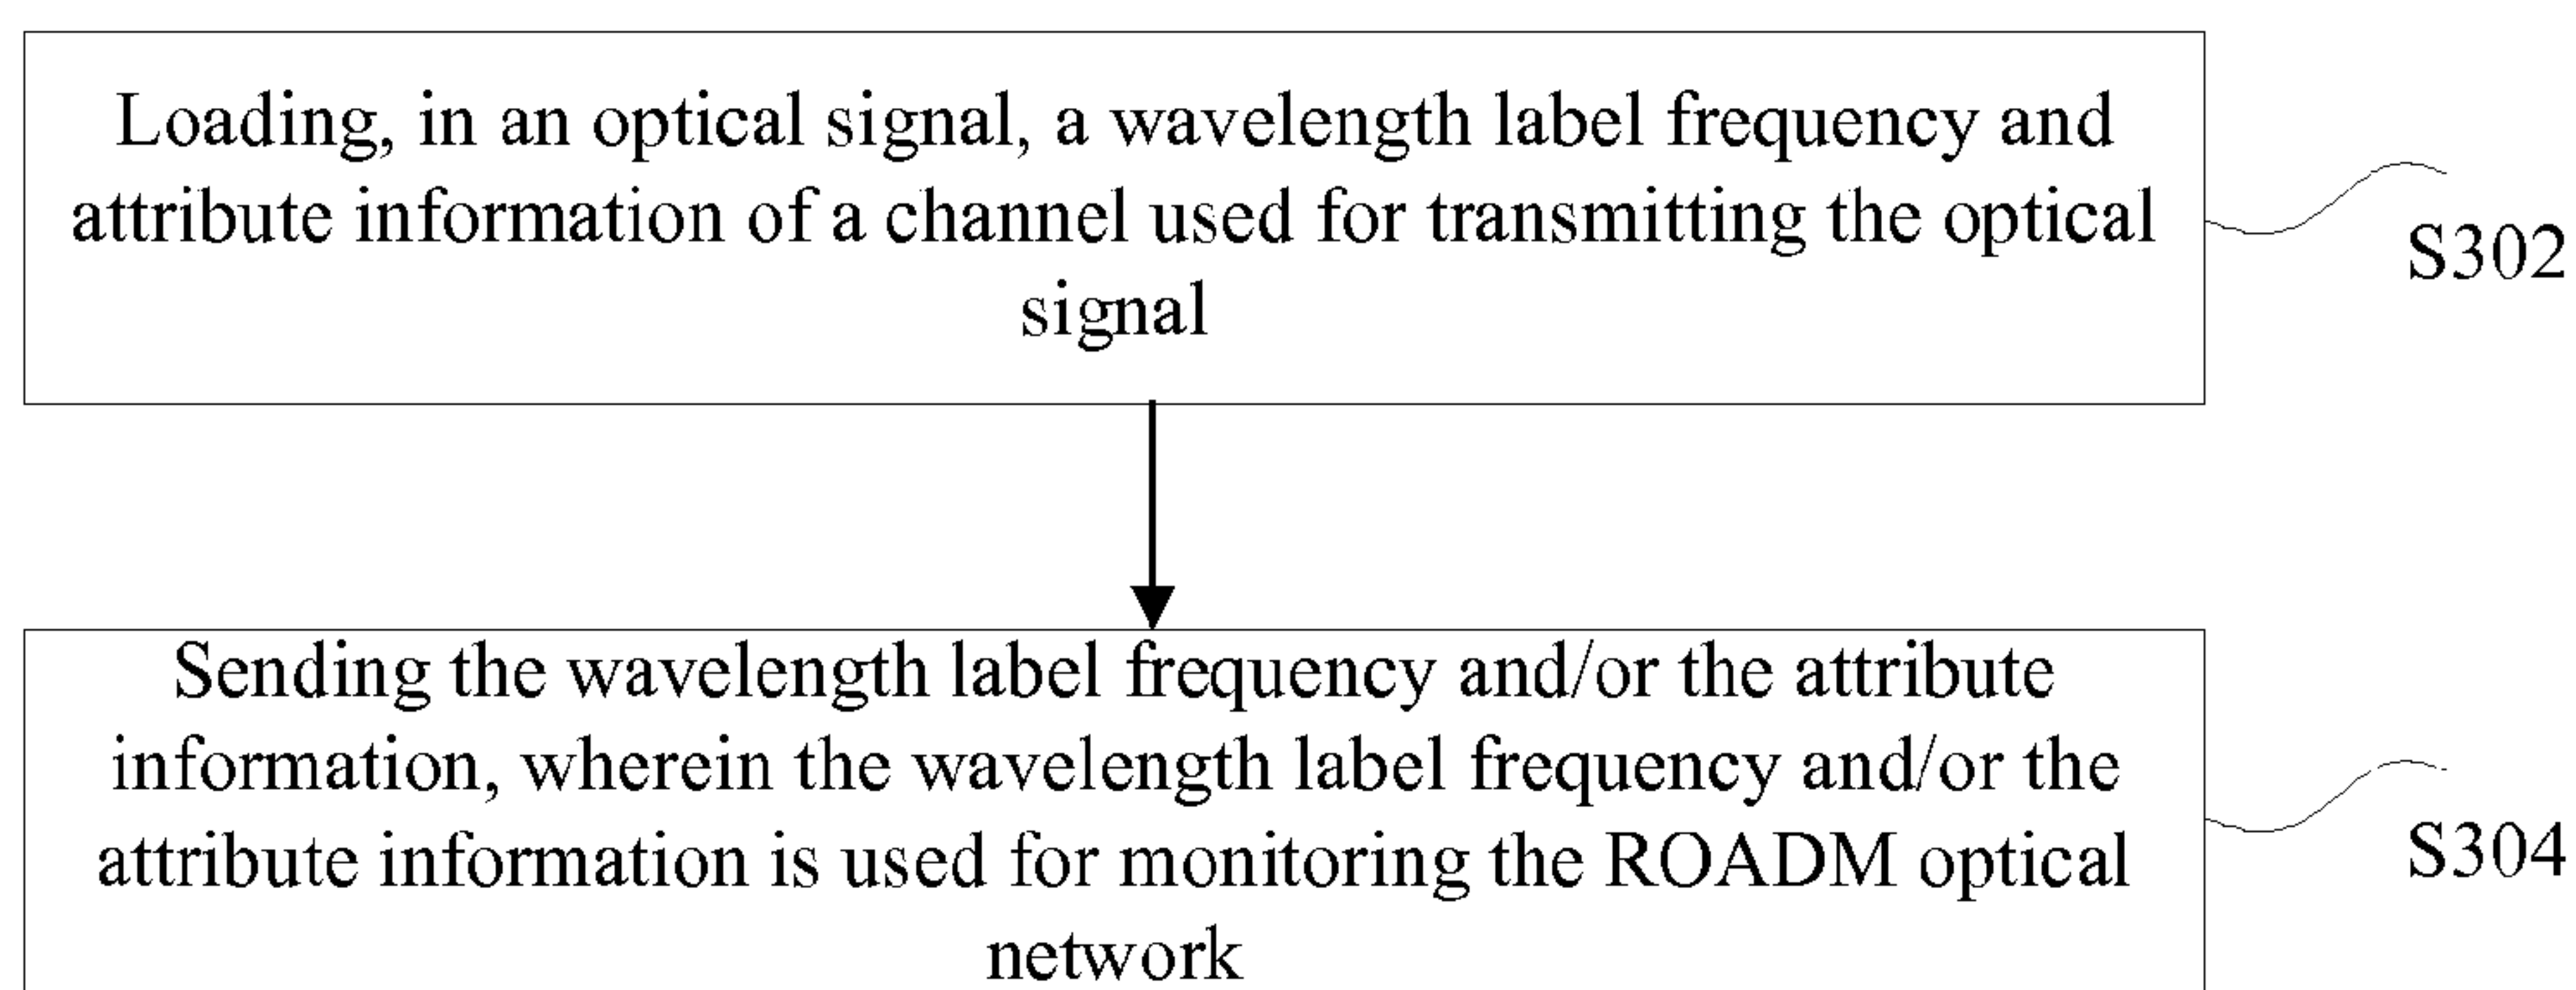 Loading, in an optical signal, a wavelength label frequency and
attribute information of a channel used for transmitting the optical
signal
S302
Sending the wavelength label frequency and/or the attribute
information, wherein the wavelength label frequency and/or the
attribute information is used for monitoring the ROADM optical
network
S304